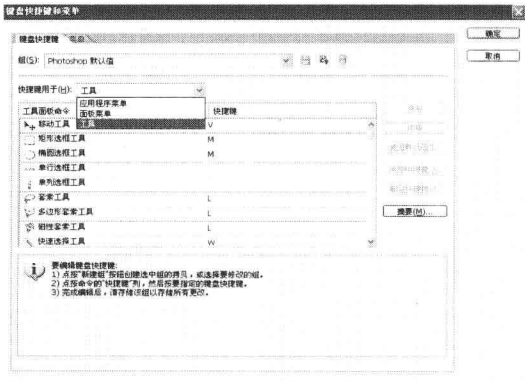 键盘快捷键和菜单
键盘快捷键 菜单
确定
取消
组(S): Photoshop 默认值
快捷键用于(H): 工具
应用程序菜单
面板菜单
工具
工具面板命令 快捷键
移动工具 V
矩形选框工具 M
椭圆选框工具 M
单行选框工具
单列选框工具
套索工具 L
多边形套索工具 L
磁性套索工具 L
快速选择工具 W
摘要(M)...
要编辑键盘快捷键:
1) 点按“新建组”按钮创建选中组的拷贝，或选择要修改的组。
2) 点按命令的“快捷键”列，然后按要指定的键盘快捷键。
3) 完成编辑后，请存储该组以存储所有更改。